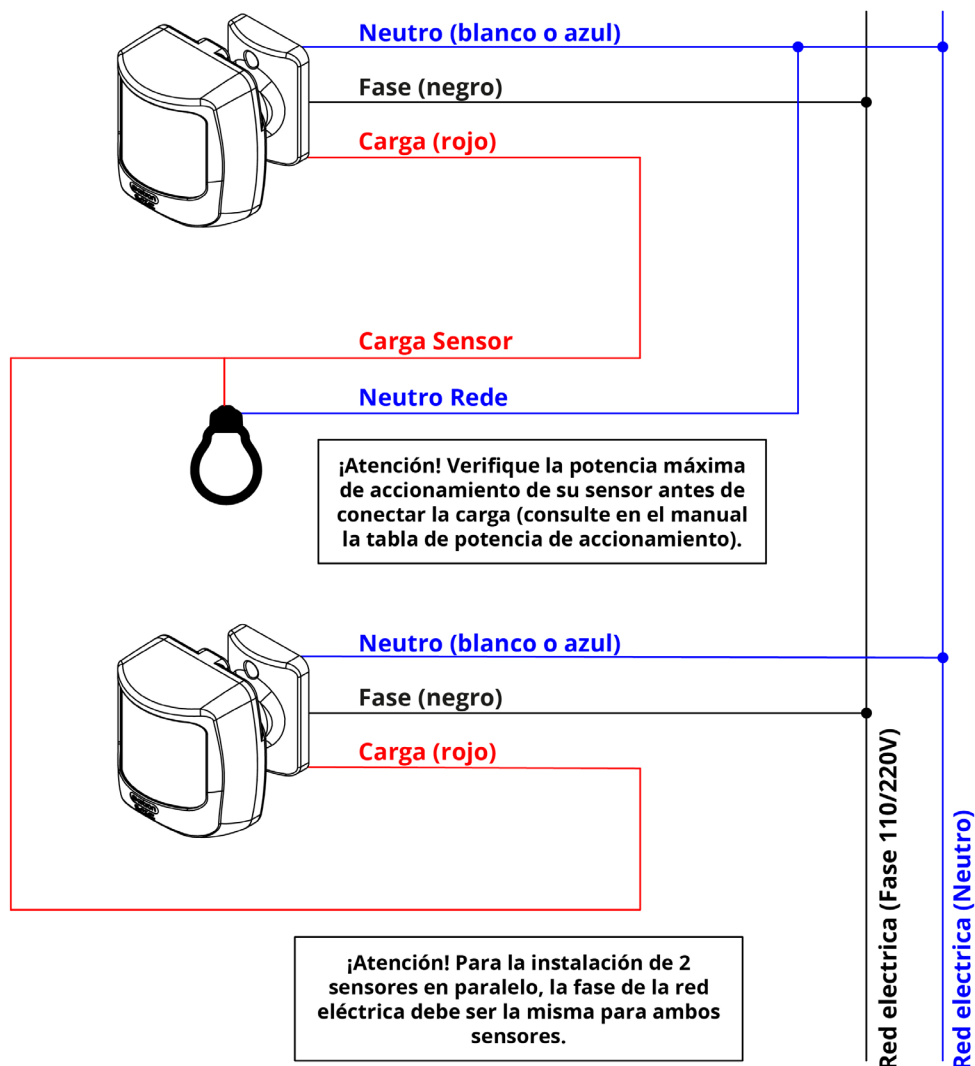 Neutro (blanco o azul)
Fase (negro)
Carga (rojo)
Carga Sensor
Neutro Rede
¡Atención! Verifique la potencia máxima
de accionamiento de su sensor antes de
conectar la carga (consulte en el manual
la tabla de potencia de accionamiento).
Neutro (blanco o azul)
Fase (negro)
Carga (rojo)
¡Atención! Para la instalación de 2
sensores en paralelo, la fase de la red
eléctrica debe ser la misma para ambos
sensores.
Red electrica (Fase 110/220V)
Red electrica (Neutro)